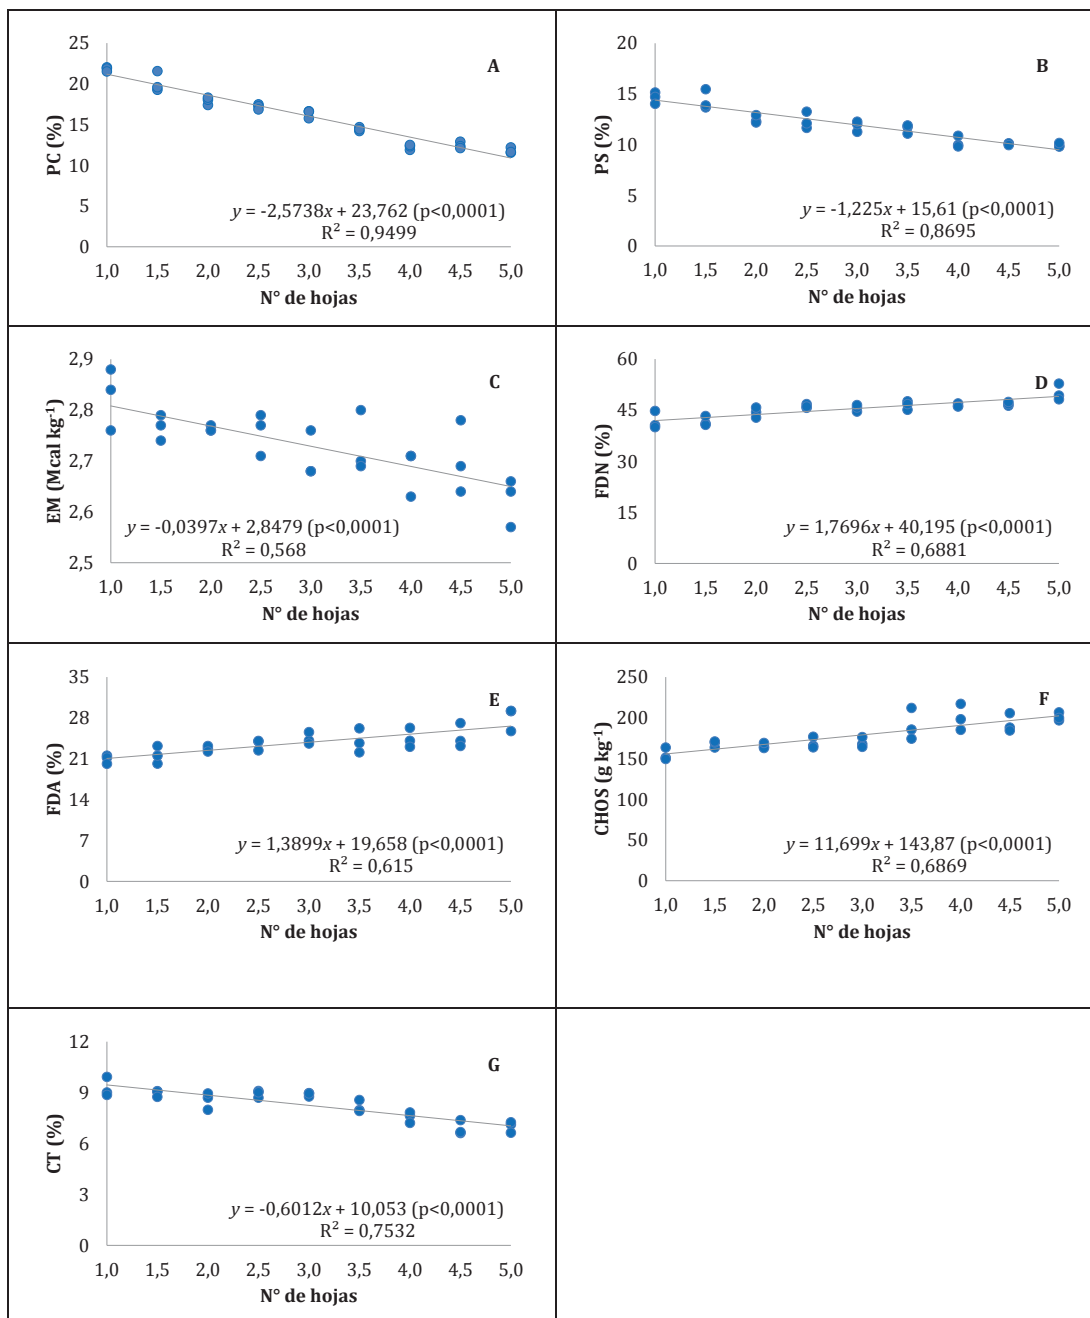 A
PC (%)
25
20
15
10
5
0
y = -2,5738x + 23,762 (p<0,0001)
R² = 0,9499
1,0 1,5 2,0 2,5 3,0 3,5 4,0 4,5 5,0
N° de hojas
B
PS (%)
20
15
10
5
0
y = -1,225x + 15,61 (p<0,0001)
R² = 0,8695
1,0 1,5 2,0 2,5 3,0 3,5 4,0 4,5 5,0
N° de hojas
C
EM (Mcal kg⁻¹)
2,9
2,8
2,7
2,6
2,5
y = -0,0397x + 2,8479 (p<0,0001)
R² = 0,568
1,0 1,5 2,0 2,5 3,0 3,5 4,0 4,5 5,0
N° de hojas
D
FDN (%)
60
45
30
15
0
y = 1,7696x + 40,195 (p<0,0001)
R² = 0,6881
1,0 1,5 2,0 2,5 3,0 3,5 4,0 4,5 5,0
N° de hojas
E
FDA (%)
35
28
21
14
7
0
y = 1,3899x + 19,658 (p<0,0001)
R² = 0,615
1,0 1,5 2,0 2,5 3,0 3,5 4,0 4,5 5,0
N° de hojas
F
CHOS (g kg⁻¹)
250
200
150
100
50
0
y = 11,699x + 143,87 (p<0,0001)
R² = 0,6869
1,0 1,5 2,0 2,5 3,0 3,5 4,0 4,5 5,0
N° de hojas
G
CT (%)
12
9
6
3
0
y = -0,6012x + 10,053 (p<0,0001)
R² = 0,7532
1,0 1,5 2,0 2,5 3,0 3,5 4,0 4,5 5,0
N° de hojas